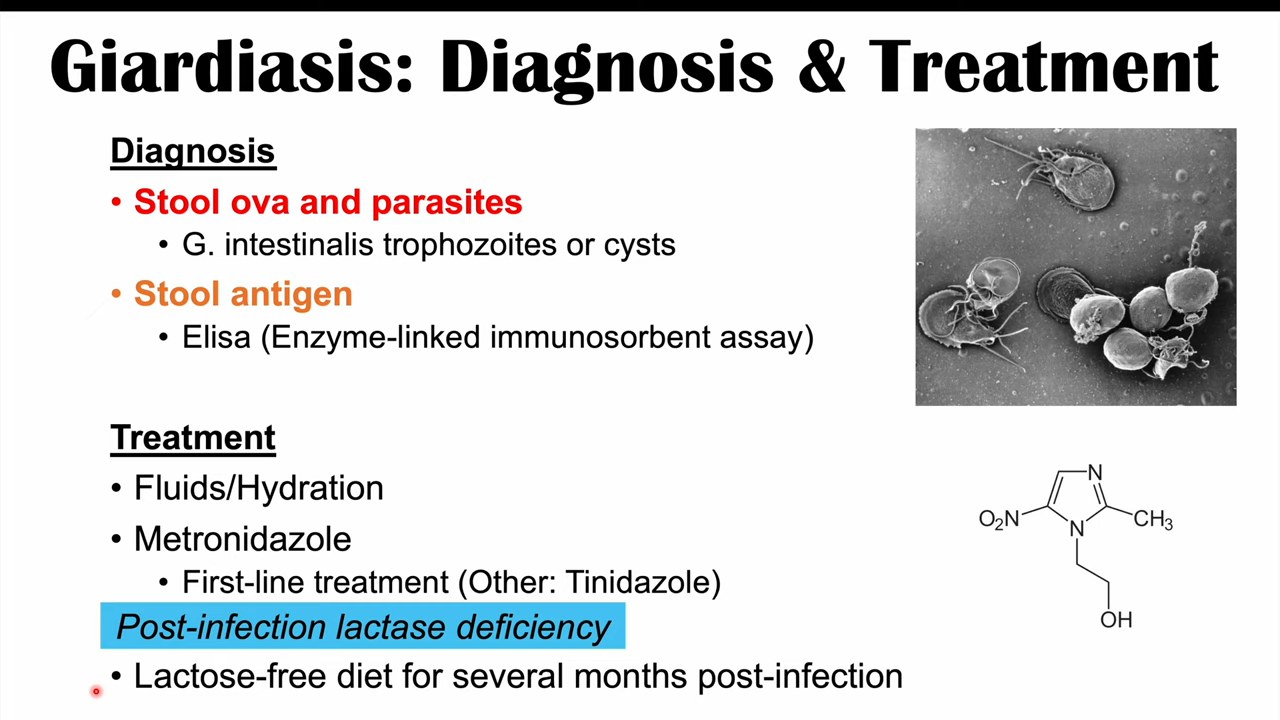 Giardiasis: Diagnosis & Treatment
Diagnosis
• Stool ova and parasites
• G. intestinalis trophozoites or cysts
• Stool antigen
• Elisa (Enzyme-linked immunosorbent assay)
Treatment
• Fluids/Hydration
• Metronidazole
• First-line treatment (Other: Tinidazole)
Post-infection lactase deficiency
• Lactose-free diet for several months post-infection
N
O₂N
N
CH₃
OH